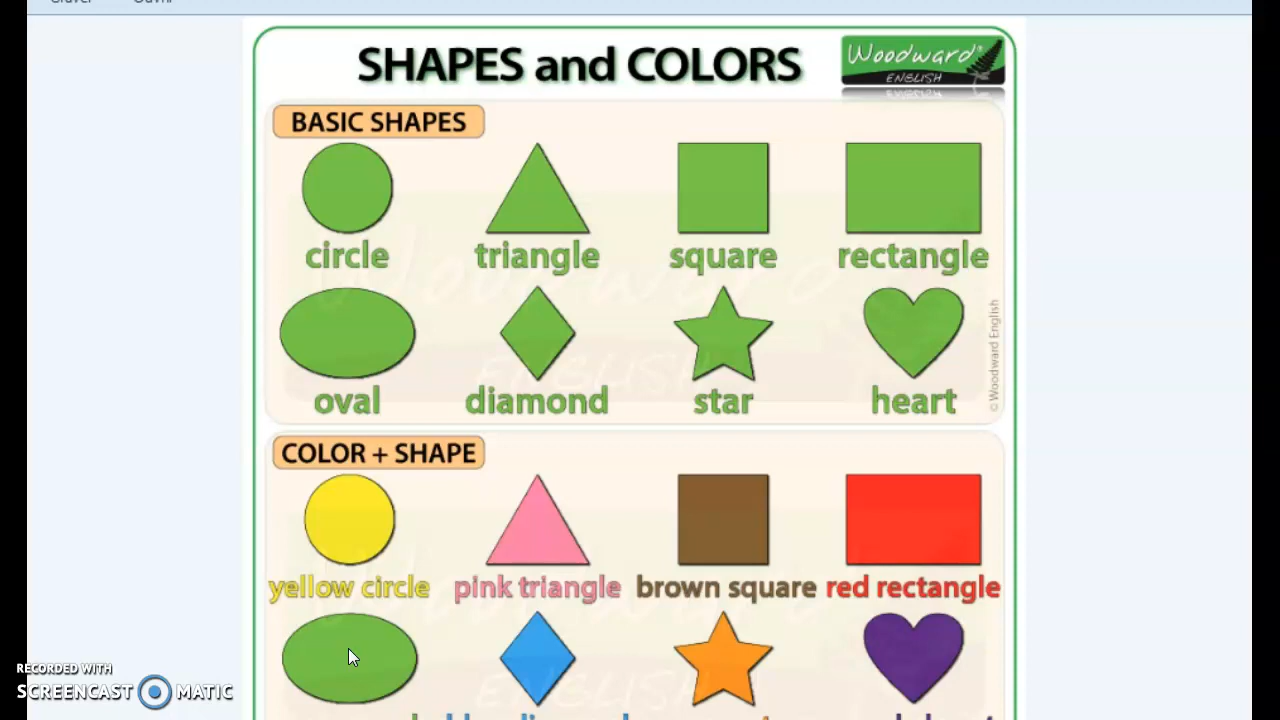 SHAPES and COLORS
Woodward®
ENGLISH
BASIC SHAPES
circle triangle square rectangle
oval diamond star heart
© Woodward English
COLOR + SHAPE
yellow circle pink triangle brown square red rectangle
RECORDED WITH
SCREENCAST MATIC